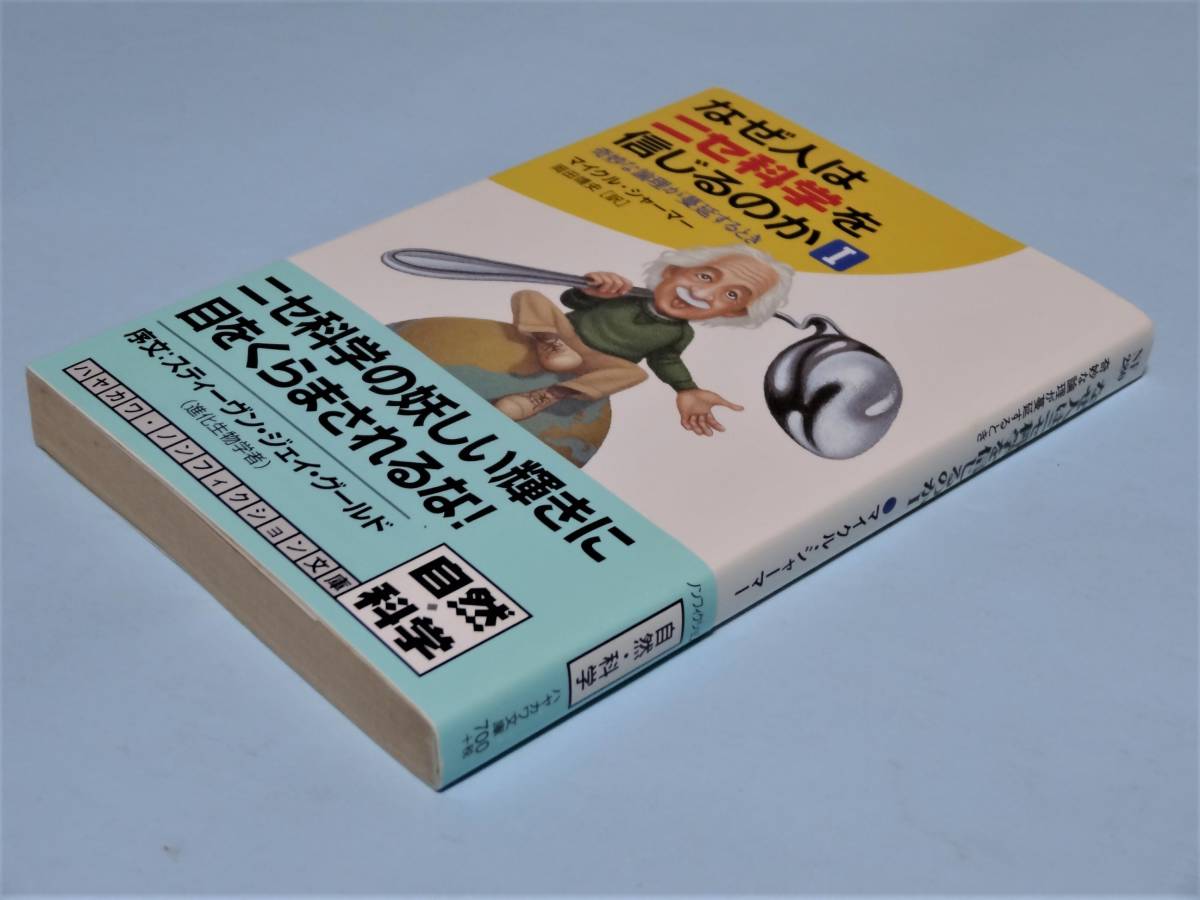 なぜ人は
ニセ科学を
信じるのか I
奇妙な論理が蔓延するとき
マイクル・シャーマー
岡田靖史[訳]
ニセ科学の妖しい輝きに
目をくらまされるな!
序文:スティーヴン・ジェイ・グールド
(進化生物学者)
ハヤカワ・ノンフィクション文庫
自然・
科学
奇妙な論理が蔓延するとき
なぜ人はニセ科学を信じるのか I ●マイクル・シャーマー
自然・科学
ハヤカワ文庫
700
+税